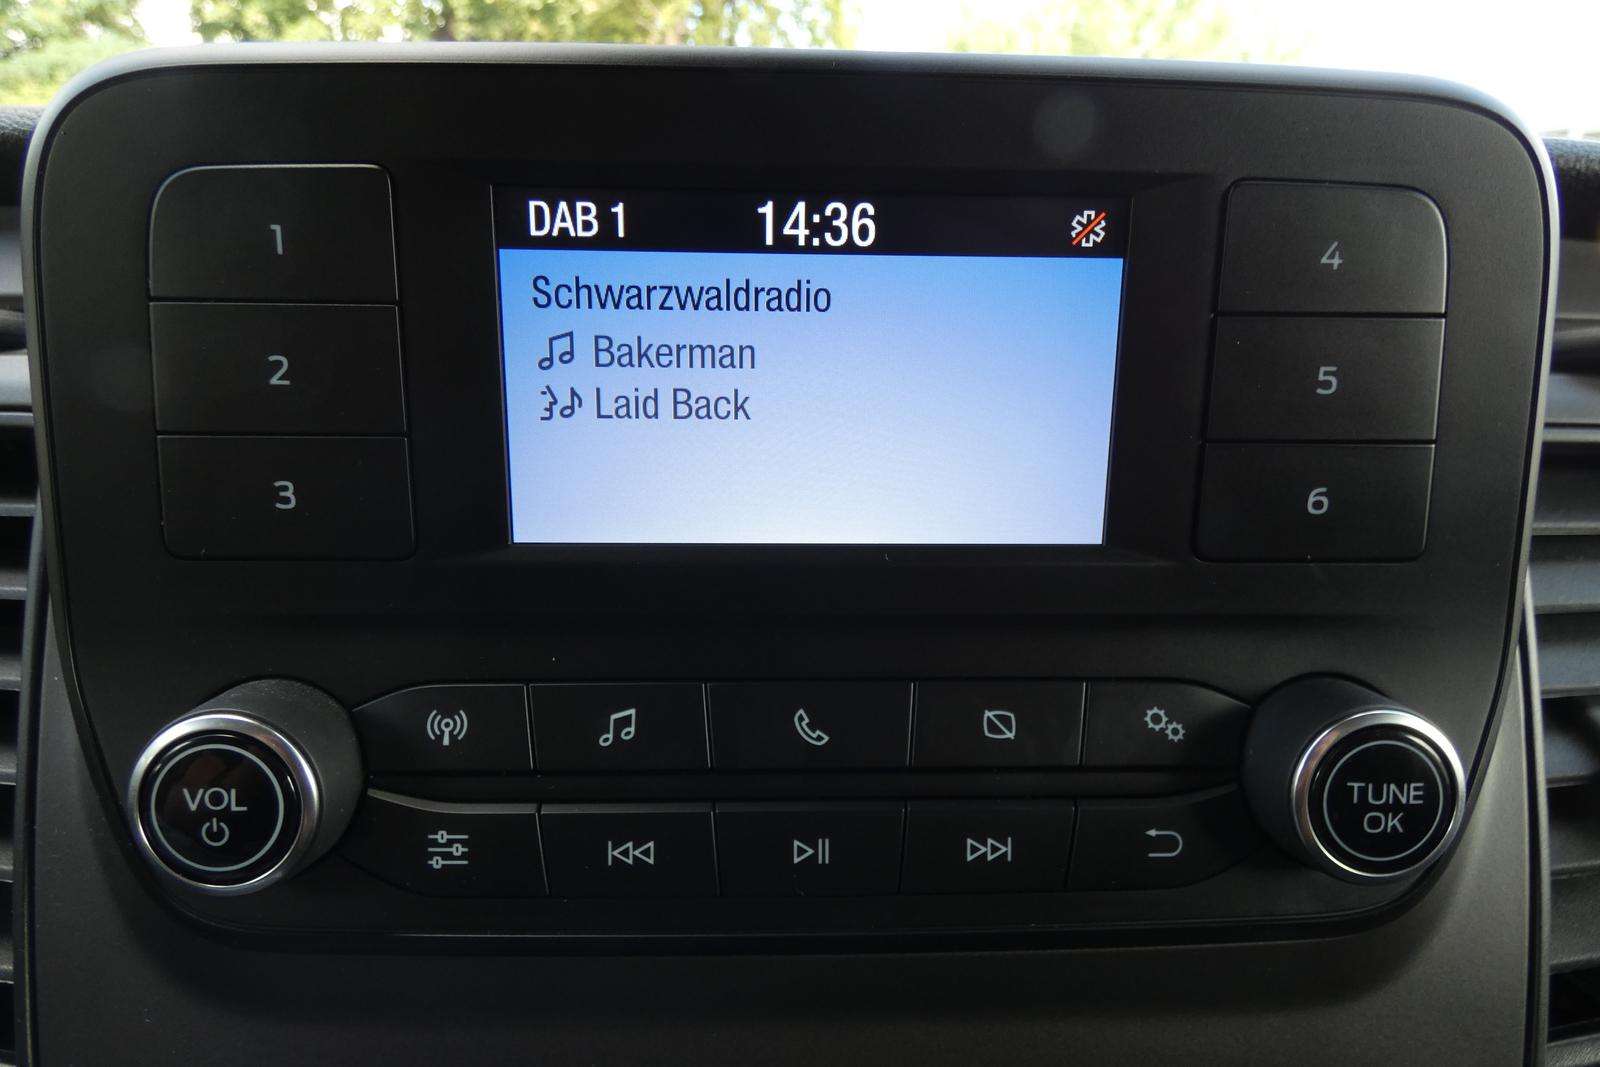 DAB 1 14:36
Schwarzwaldradio
Bakerman
Laid Back
1
2
3
4
5
6
VOL
TUNE
OK